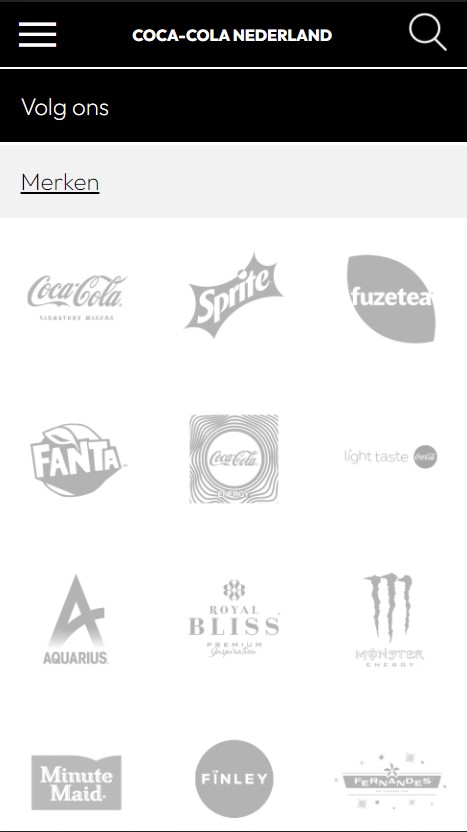 COCA-COLA NEDERLAND
Volg ons
Merken
Coca-Cola
SIGNATURE MIXERS
Sprite
fuzetea
FANTA
Coca-Cola
ENERGY
light taste Coca-Cola
AQUARIUS
ROYAL
BLISS
PREMIUM
Inspiration
MONSTER
ENERGY
Minute
Maid
FÏNLEY
FERNANDES